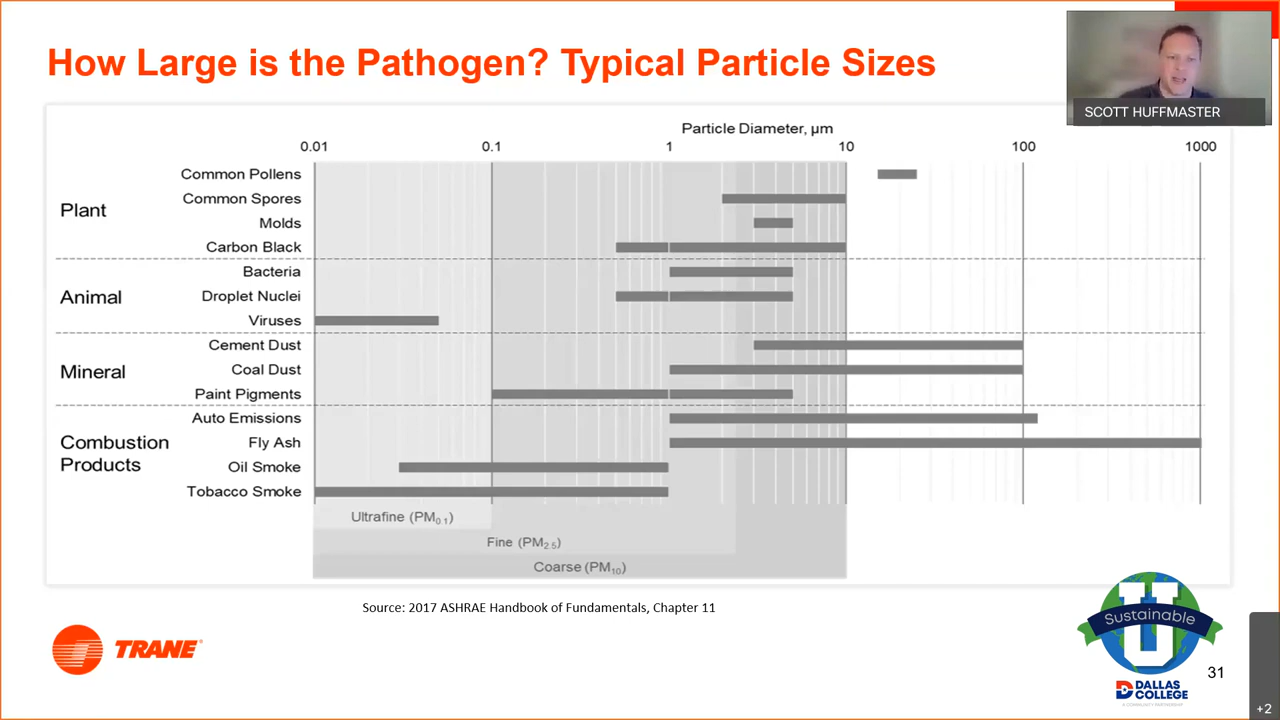 How Large is the Pathogen? Typical Particle Sizes
SCOTT HUFFMASTER
Particle Diameter, µm
0.01 0.1 1 10 100 1000
Plant
Common Pollens
Common Spores
Molds
Carbon Black
Animal
Bacteria
Droplet Nuclei
Viruses
Mineral
Cement Dust
Coal Dust
Paint Pigments
Combustion
Products
Auto Emissions
Fly Ash
Oil Smoke
Tobacco Smoke
Ultrafine (PM0.1)
Fine (PM2.5)
Coarse (PM10)
Source: 2017 ASHRAE Handbook of Fundamentals, Chapter 11
TRANE
U
Sustainable
DALLAS
COLLEGE
A COMMUNITY PARTNERSHIP
31
+2